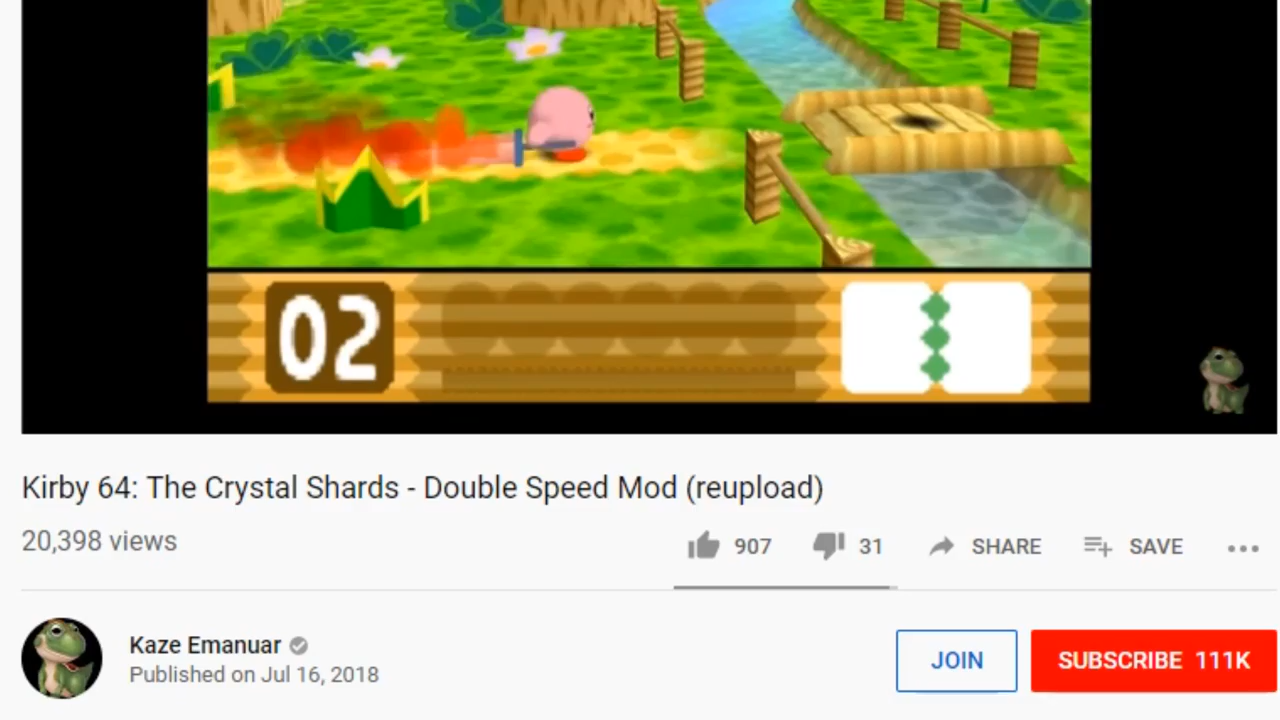 02
Kirby 64: The Crystal Shards - Double Speed Mod (reupload)
20,398 views
907
31
SHARE
SAVE
Kaze Emanuar
Published on Jul 16, 2018
JOIN
SUBSCRIBE 111K